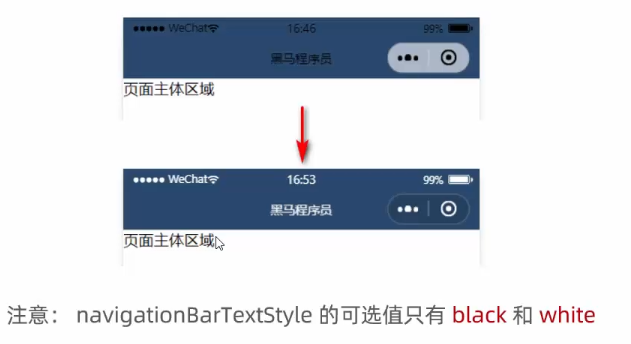 WeChat 16:46 99%
黑马程序员
页面主体区域
WeChat 16:53 99%
黑马程序员
页面主体区域
注意： navigationBarTextStyle 的可选值只有 black 和 white